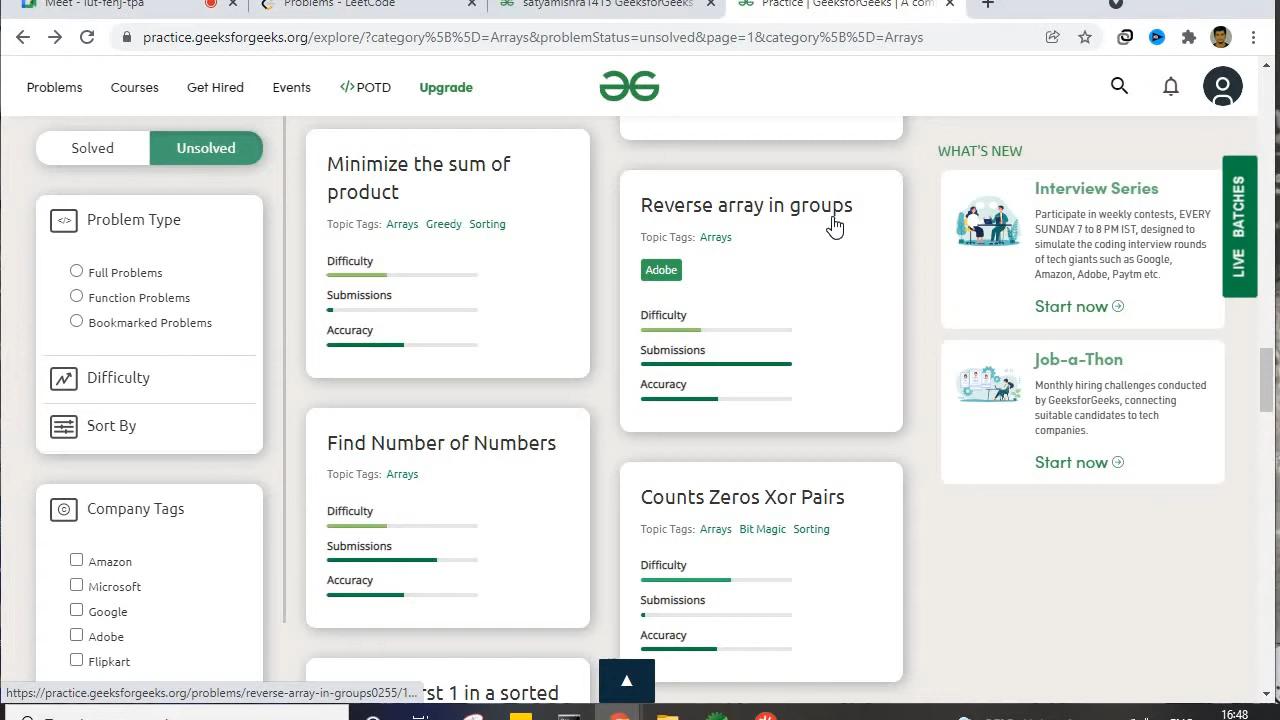 Meet - iut-fenj-tpa
Problems - LeetCode
satyamishra1415 GeeksforGeeks
Practice | GeeksforGeeks | A com
practice.geeksforgeeks.org/explore/?category%5B%5D=Arrays&problemStatus=unsolved&page=1&category%5B%5D=Arrays
Problems Courses Get Hired Events </>POTD Upgrade
Solved Unsolved
Problem Type
Full Problems
Function Problems
Bookmarked Problems
Difficulty
Sort By
Company Tags
Amazon
Microsoft
Google
Adobe
Flipkart
Minimize the sum of
product
Topic Tags: Arrays Greedy Sorting
Difficulty
Submissions
Accuracy
Find Number of Numbers
Topic Tags: Arrays
Difficulty
Submissions
Accuracy
rst 1 in a sorted
Reverse array in groups
Topic Tags: Arrays
Adobe
Difficulty
Submissions
Accuracy
Counts Zeros Xor Pairs
Topic Tags: Arrays Bit Magic Sorting
Difficulty
Submissions
Accuracy
WHAT'S NEW
Interview Series
Participate in weekly contests, EVERY
SUNDAY 7 to 8 PM IST, designed to
simulate the coding interview rounds
of tech giants such as Google,
Amazon, Adobe, Paytm etc.
Start now
Job-a-Thon
Monthly hiring challenges conducted
by GeeksforGeeks, connecting
suitable candidates to tech
companies.
Start now
LIVE BATCHES
https://practice.geeksforgeeks.org/problems/reverse-array-in-groups0255/1...
16:48